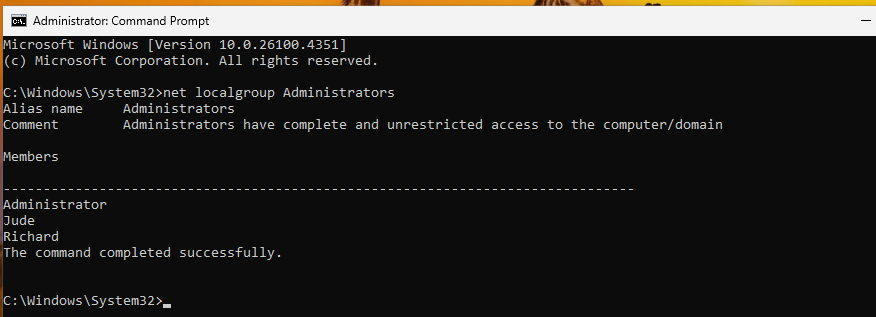 Administrator: Command Prompt
Microsoft Windows [Version 10.0.26100.4351]
(c) Microsoft Corporation. All rights reserved.
C:\Windows\System32>net localgroup Administrators
Alias name     Administrators
Comment        Administrators have complete and unrestricted access to the computer/domain
Members
-------------------------------------------------------------------------------
Administrator
Jude
Richard
The command completed successfully.
C:\Windows\System32>